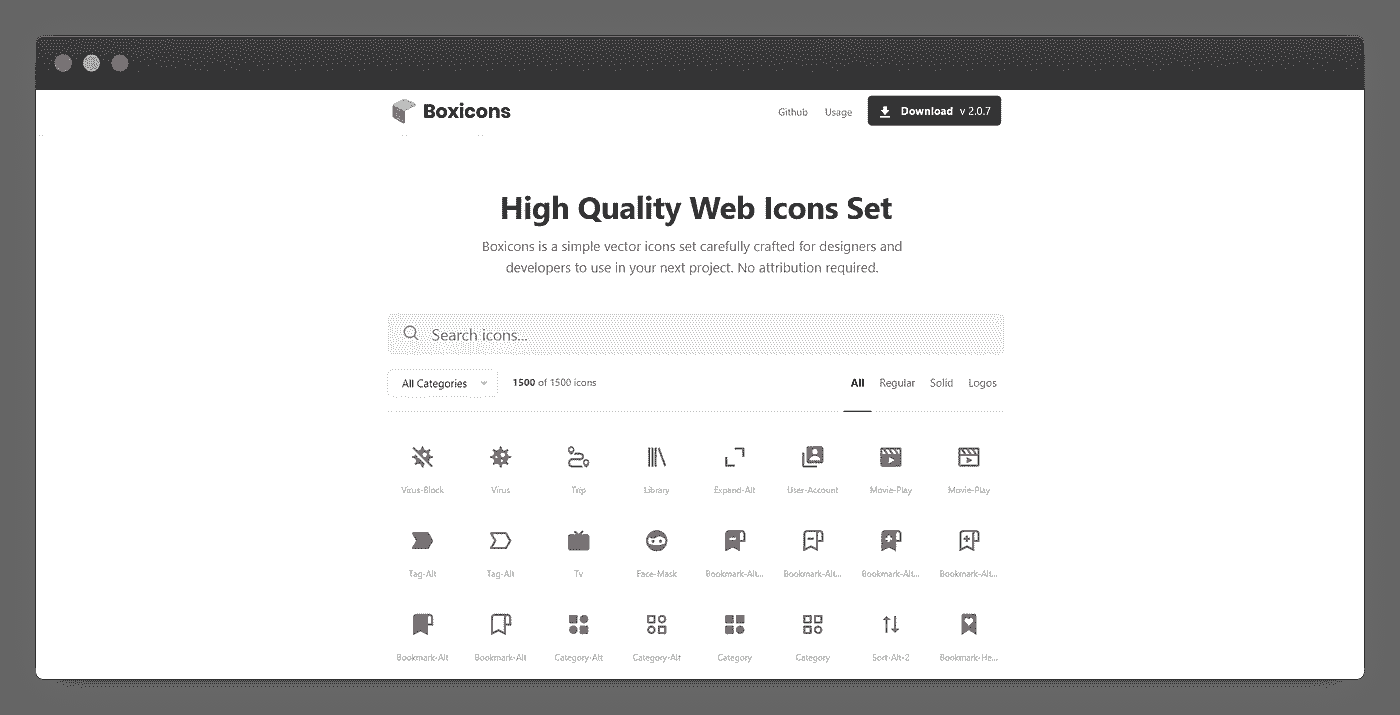 Boxicons
Github Usage Download v 2.0.7
High Quality Web Icons Set
Boxicons is a simple vector icons set carefully crafted for designers and
developers to use in your next project. No attribution required.
Search icons...
All Categories 1500 of 1500 icons All Regular Solid Logos
Virus-Block Virus Trip Library Expand-Alt User-Account Movie-Play Movie-Play
Tag-Alt Tag-Alt Tv Face-Mask Bookmark-Alt... Bookmark-Alt... Bookmark-Alt... Bookmark-Alt...
Bookmark-Alt Bookmark-Alt Category-Alt Category-Alt Category Category Sort-Alt-2 Bookmark-He...